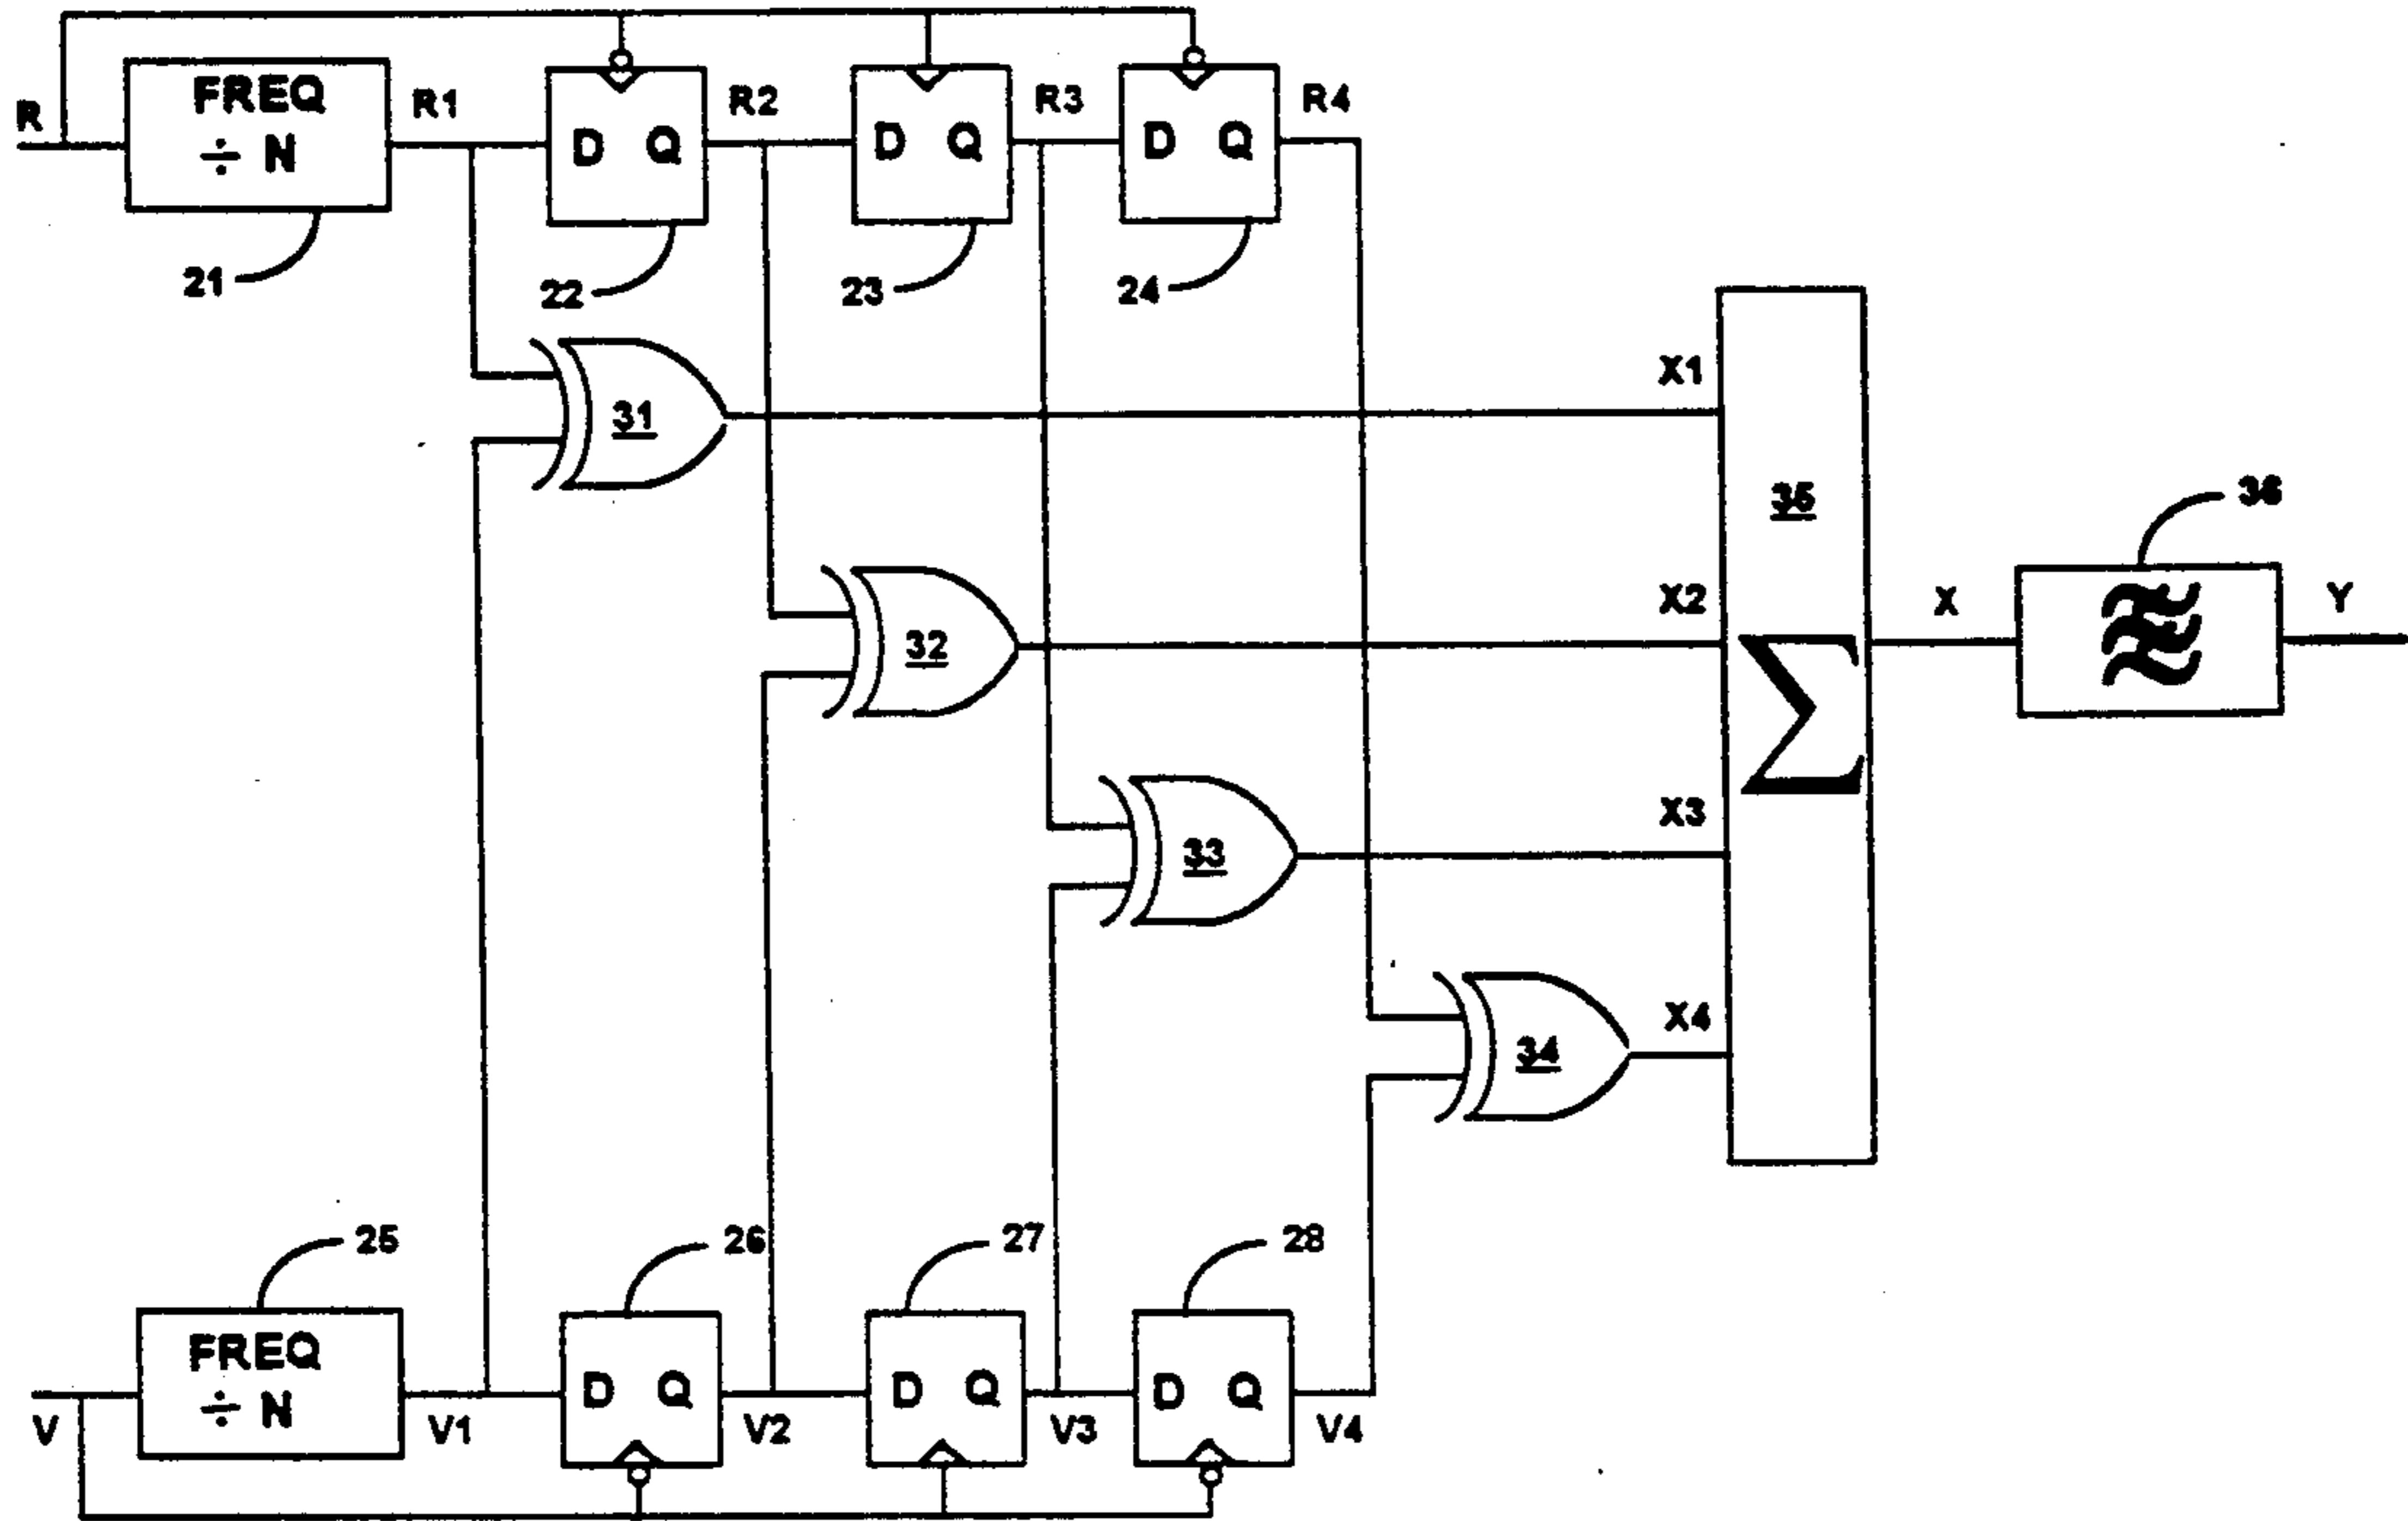 R
FREQ
÷ N
R1
D Q
R2
D Q
R3
D Q
R4
21
22
23
24
31
X1
32
X2
33
X3
34
X4
35
Σ
X
36
Y
25
26
27
28
V
FREQ
÷ N
V1
D Q
V2
D Q
V3
D Q
V4